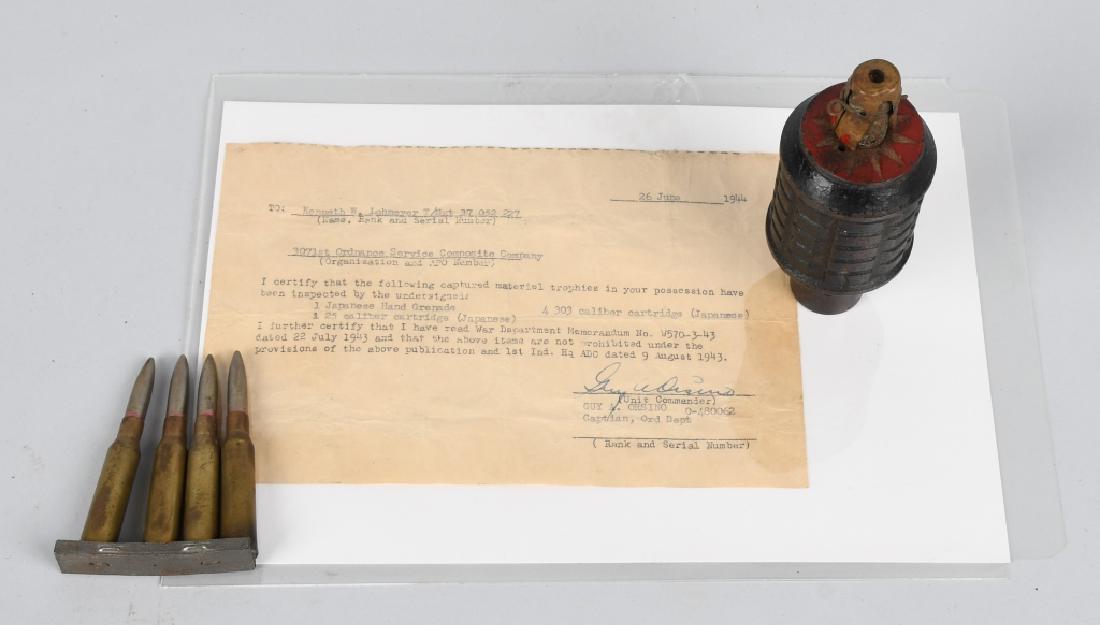 26 June 1944
TO: Kenneth W. Lohmeyer T/Sgt 37 052 227
(Name, Rank and Serial Number)
3071st Ordnance Service Composite Company
(Organization and APO Number)
I certify that the following captured material trophies in your possession have
been inspected by the undersigned:
1 Japanese Hand Grenade 4 303 caliber cartridge (Japanese)
1 25 caliber cartridge (Japanese)
I further certify that I have read War Department Memorandum No. W570-3-43
dated 22 July 1943 and that the above items are not prohibited under the
provisions of the above publication and 1st Ind. Hq ADC dated 9 August 1943.
Guy A Orsino
(Unit Commander)
GUY A. ORSINO O-480062
Captian, Ord Dept
( Rank and Serial Number)